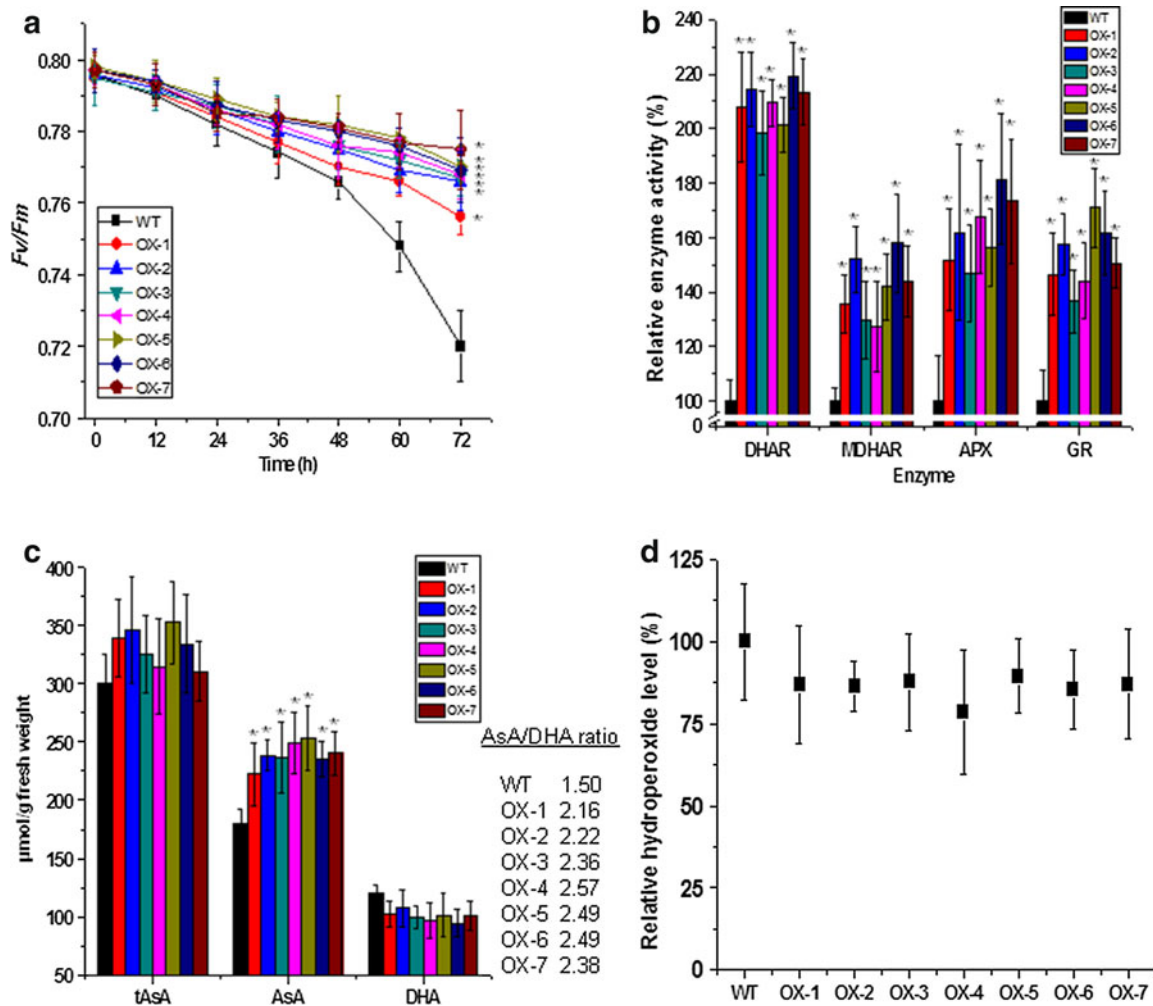 a
Fv/Fm
0.80
0.78
0.76
0.74
0.72
0.70
WT
OX-1
OX-2
OX-3
OX-4
OX-5
OX-6
OX-7
0 12 24 36 48 60 72
Time (h)
*
*
*
*
*
*
*
b
Relative enzyme activity (%)
240
220
200
180
160
140
120
100
0
WT
OX-1
OX-2
OX-3
OX-4
OX-5
OX-6
OX-7
* * * * * * *
* * * * * * *
* * * * * * *
* * * * * * *
DHAR MDHAR APX GR
Enzyme
c
µmol/g fresh weight
400
350
300
250
200
150
100
50
WT
OX-1
OX-2
OX-3
OX-4
OX-5
OX-6
OX-7
* * * * * * *
tAsA AsA DHA
AsA/DHA ratio
WT 1.50
OX-1 2.16
OX-2 2.22
OX-3 2.36
OX-4 2.57
OX-5 2.49
OX-6 2.49
OX-7 2.38
d
Relative hydroperoxide level (%)
125
100
75
50
25
0
WT OX-1 OX-2 OX-3 OX-4 OX-5 OX-6 OX-7